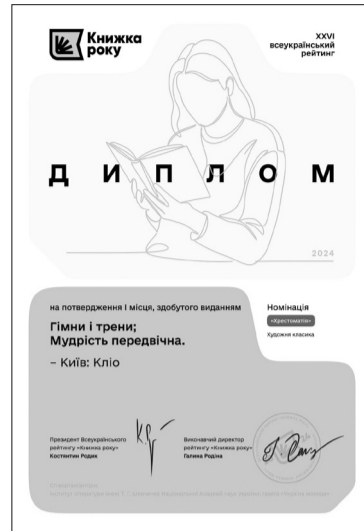 Книжка
року
XXVI
всеукраїнський
рейтинг
ДИПЛОМ
2024
на потвердження І місця, здобутого виданням
Гімни і трени;
Мудрість передвічна.
– Київ: Кліо
Номінація
«Хрестоматія»
Художня класика
Президент Всеукраїнського
рейтингу «Книжка року»
Костянтин Родик
Виконавчий директор
рейтингу «Книжка року»
Галина Родіна